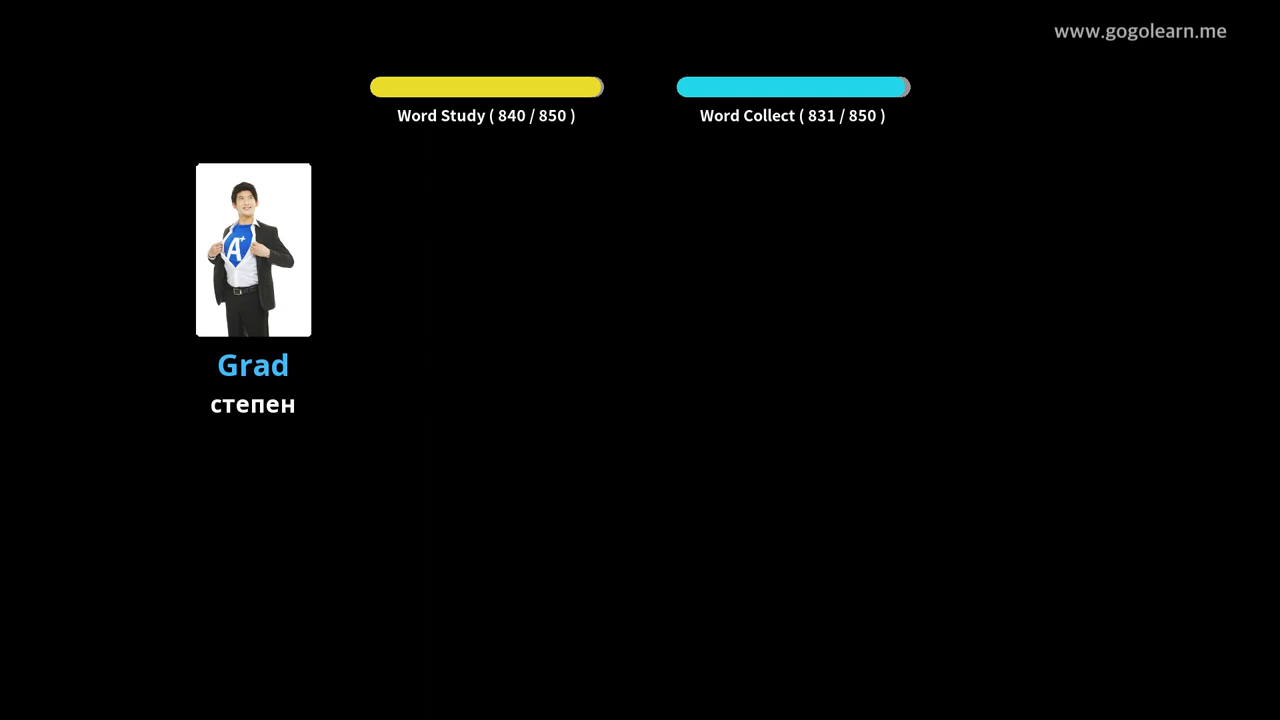 www.gogolearn.me
Word Study ( 840 / 850 )
Word Collect ( 831 / 850 )
A+
Grad
степен